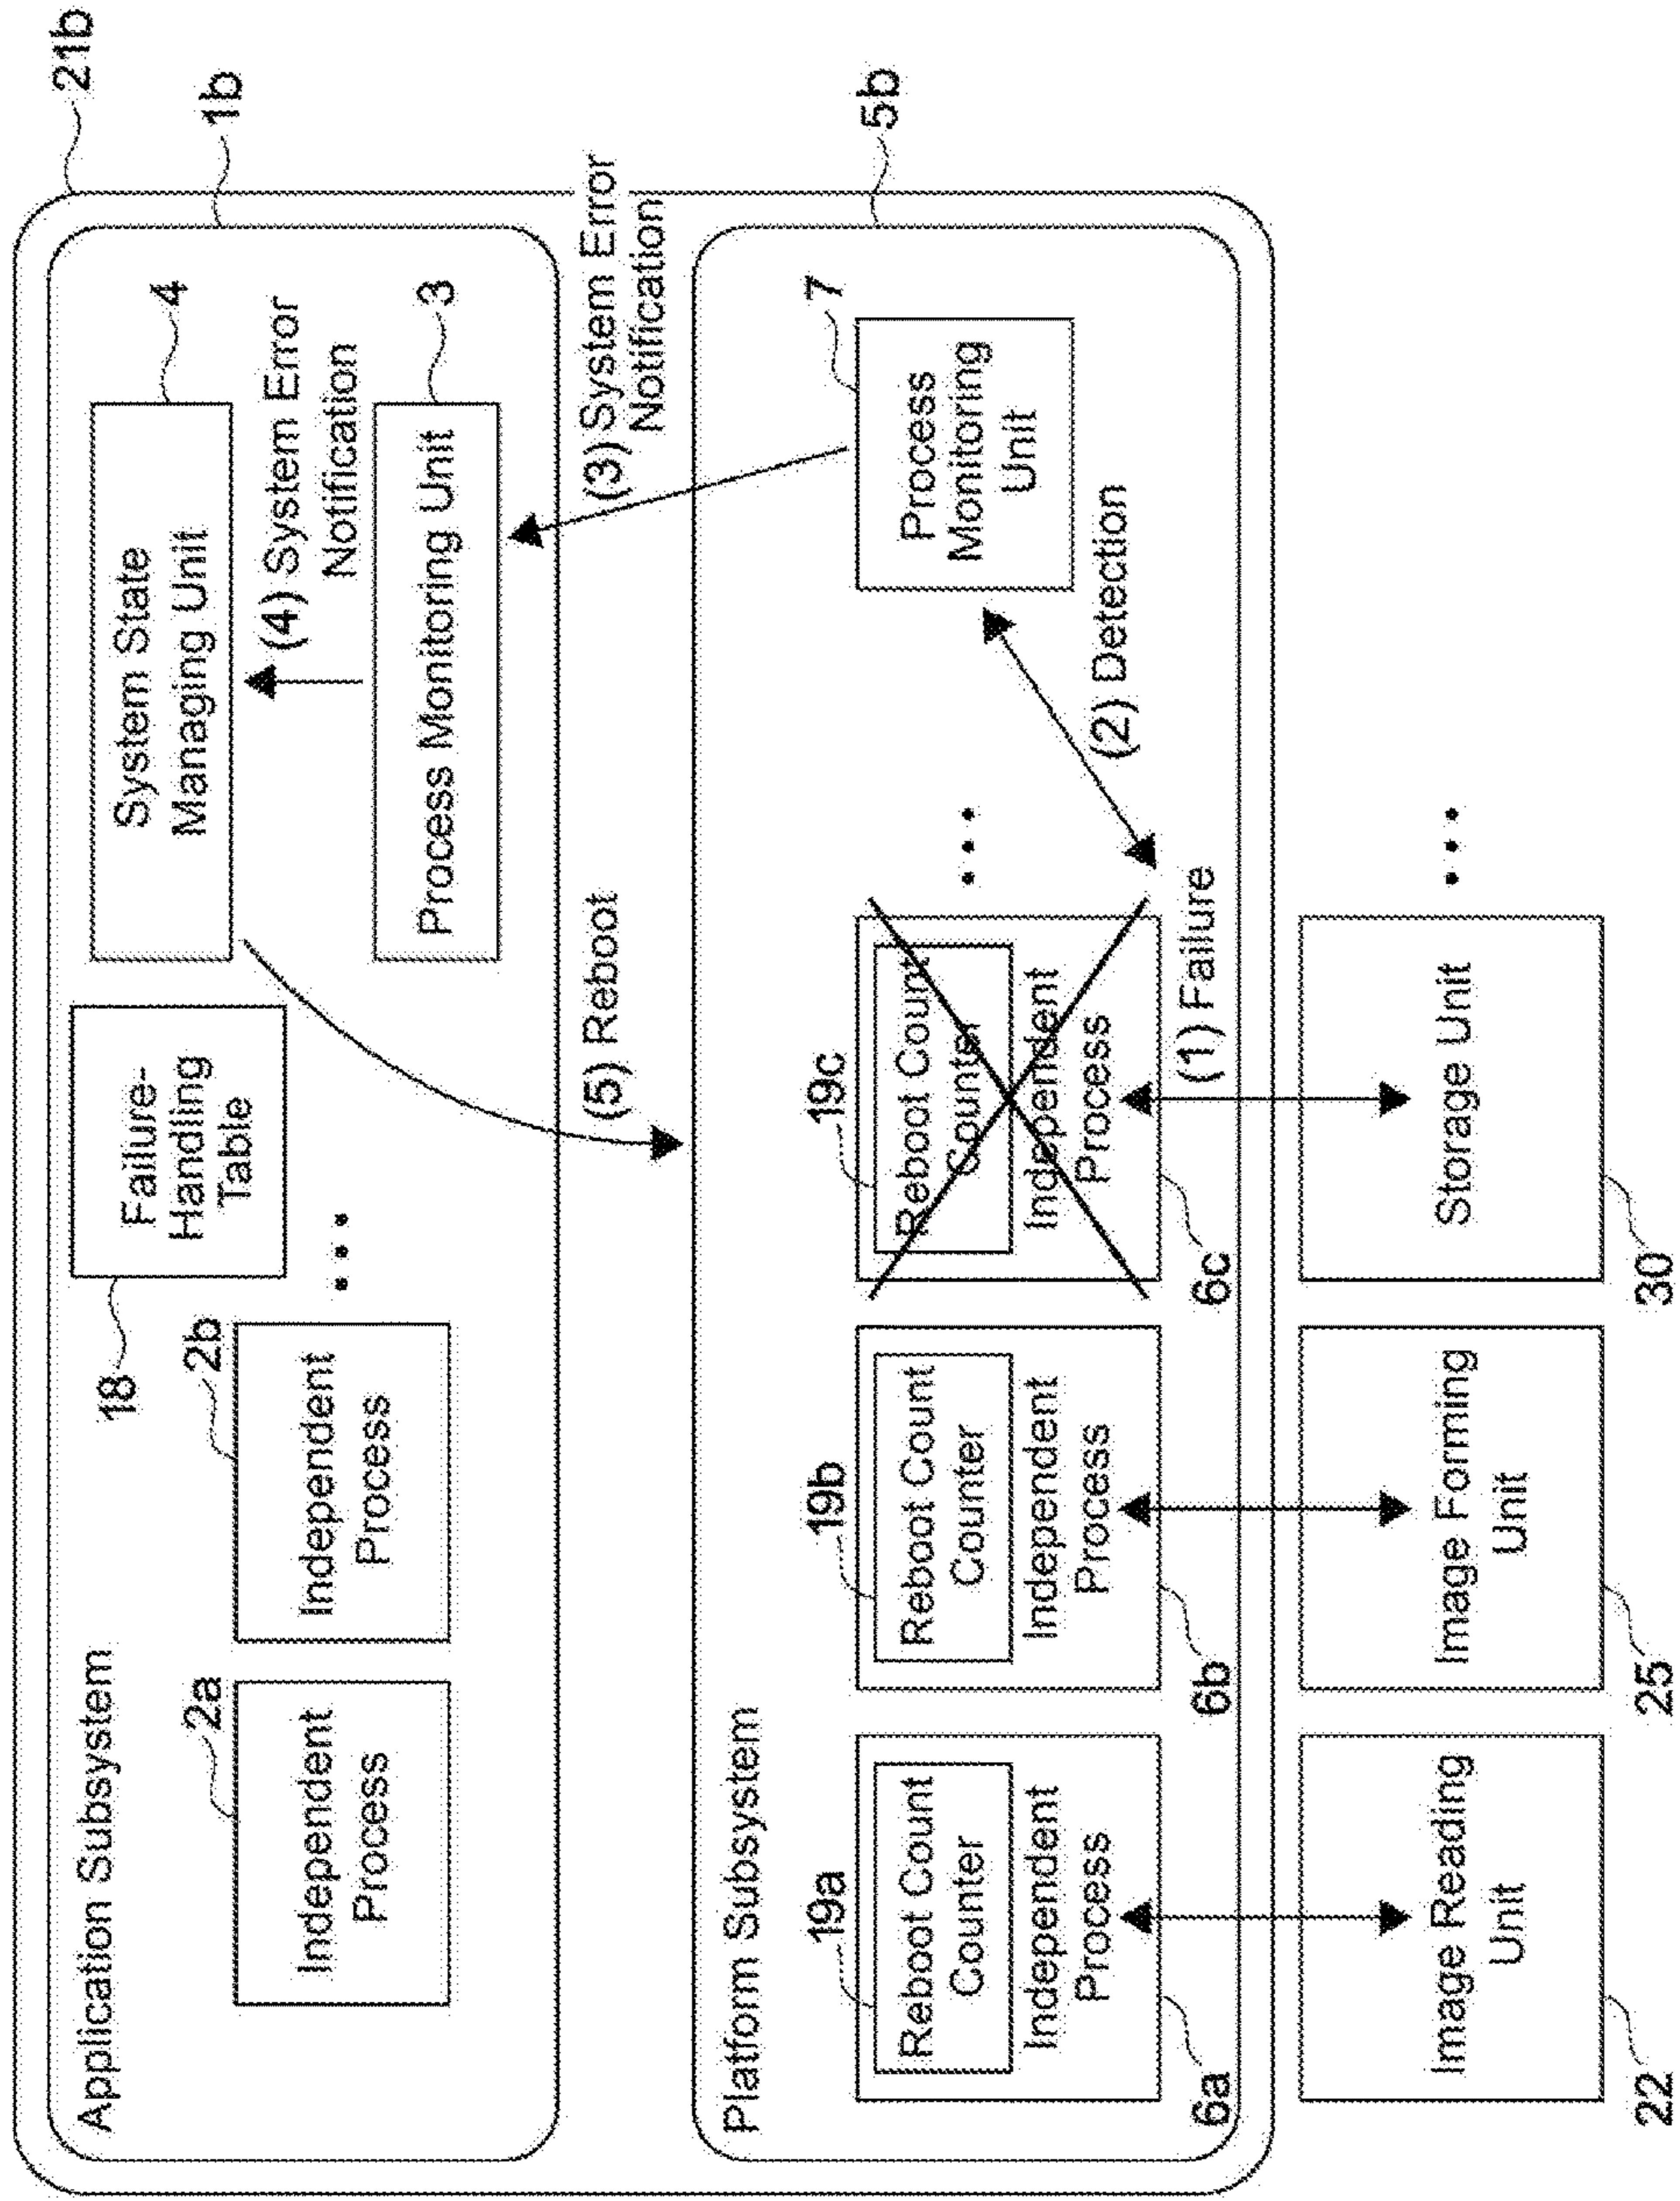 21b
Application Subsystem
1b
18
Failure-
Handling
Table
System State
Managing Unit
4
2a
Independent
Process
2b
Independent
Process
...
(4) System Error
Notification
Process Monitoring Unit
3
(5) Reboot
(3) System Error
Notification
Platform Subsystem
5b
19a
Reboot Count
Counter
Independent
Process
6a
19b
Reboot Count
Counter
Independent
Process
6b
19c
Reboot Count
Counter
Independent
Process
6c
...
Process
Monitoring
Unit
7
(2) Detection
(1) Failure
Image Reading
Unit
22
Image Forming
Unit
25
Storage Unit
30
...